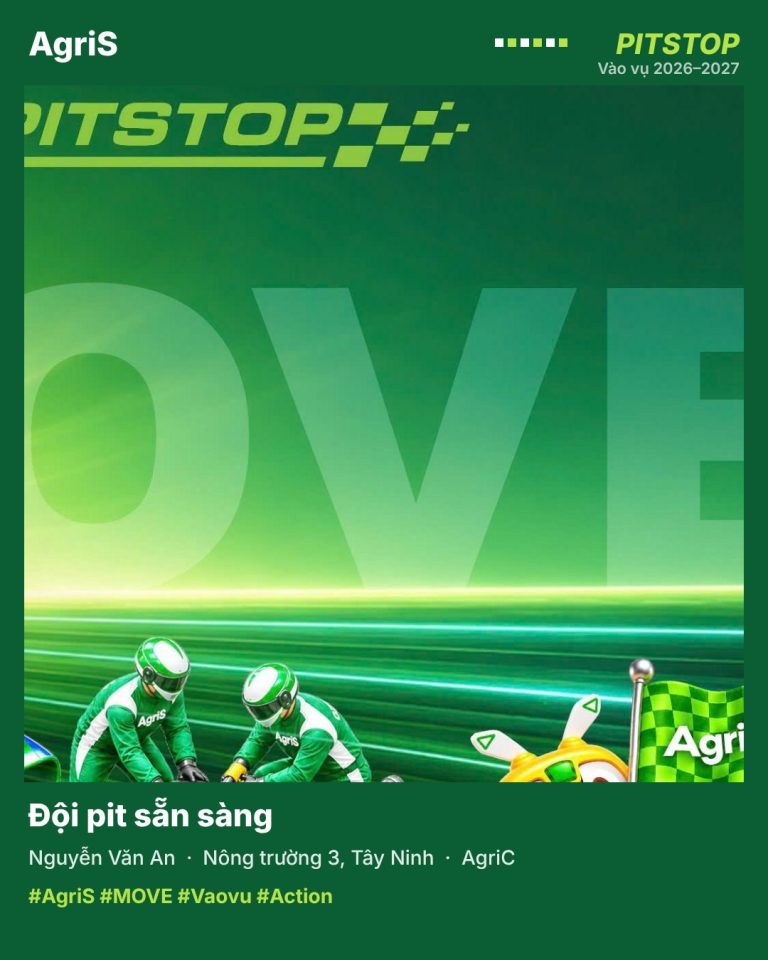 AgriS
PITSTOP
Vào vụ 2026–2027
PITSTOP
OVE
AgriS
AgriS
Agri
Đội pit sẵn sàng
Nguyễn Văn An · Nông trường 3, Tây Ninh · AgriC
#AgriS #MOVE #Vaovu #Action